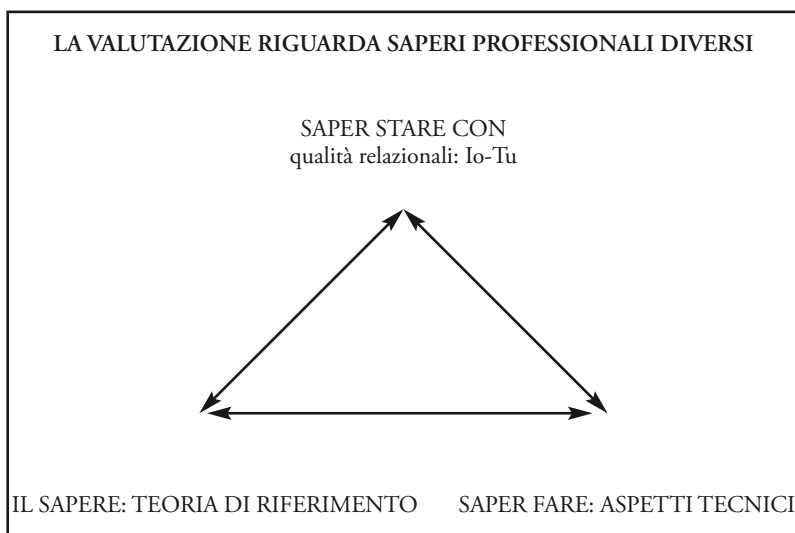 LA VALUTAZIONE RIGUARDA SAPERI PROFESSIONALI DIVERSI
SAPER STARE CON
qualità relazionali: Io-Tu
IL SAPERE: TEORIA DI RIFERIMENTO SAPER FARE: ASPETTI TECNICI